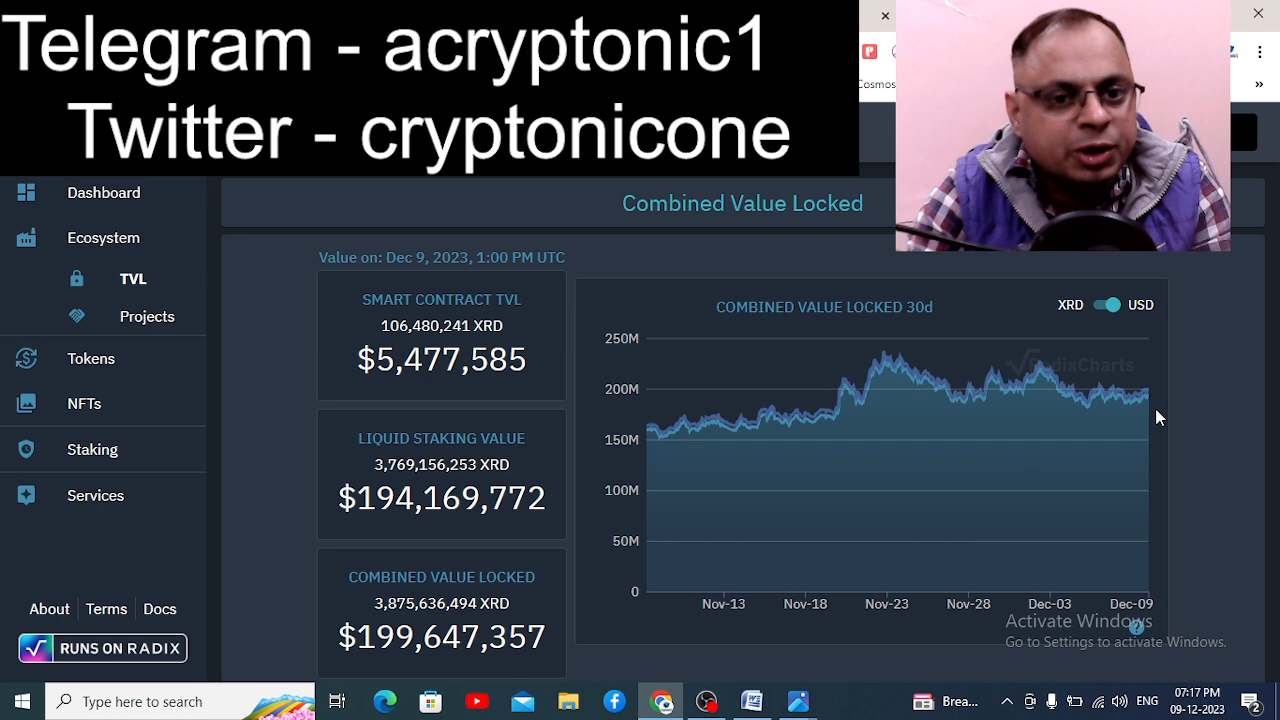 Telegram - acryptonic1
Twitter - cryptonicone
Cosmos
Dashboard
Ecosystem
TVL
Projects
Tokens
NFTs
Staking
Services
About
Terms
Docs
RUNS ON RADIX
Combined Value Locked
Value on: Dec 9, 2023, 1:00 PM UTC
SMART CONTRACT TVL
106,480,241 XRD
$5,477,585
LIQUID STAKING VALUE
3,769,156,253 XRD
$194,169,772
COMBINED VALUE LOCKED
3,875,636,494 XRD
$199,647,357
COMBINED VALUE LOCKED 30d
XRD
USD
RadixCharts
250M
200M
150M
100M
50M
0
Nov-13
Nov-18
Nov-23
Nov-28
Dec-03
Dec-09
Activate Windows
Go to Settings to activate Windows.
Type here to search
Brea...
ENG
07:17 PM
09-12-2023
2